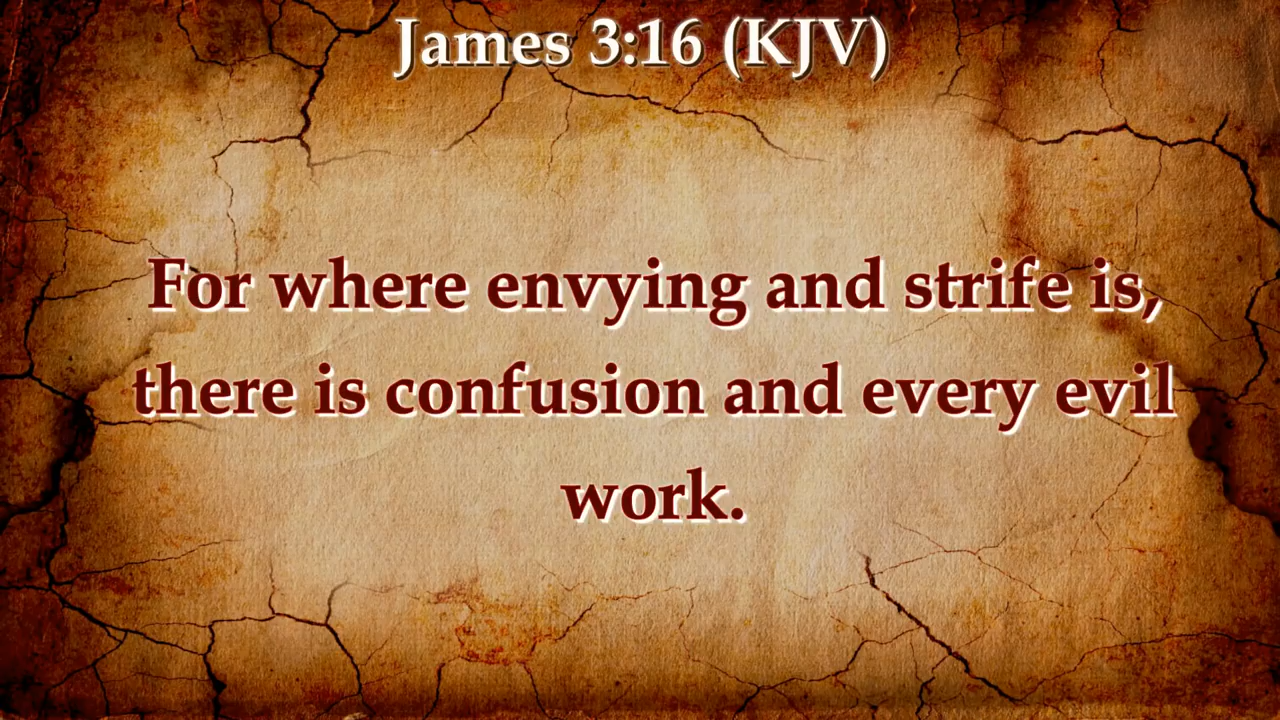 James 3:16 (KJV)
For where envying and strife is,
there is confusion and every evil
work.